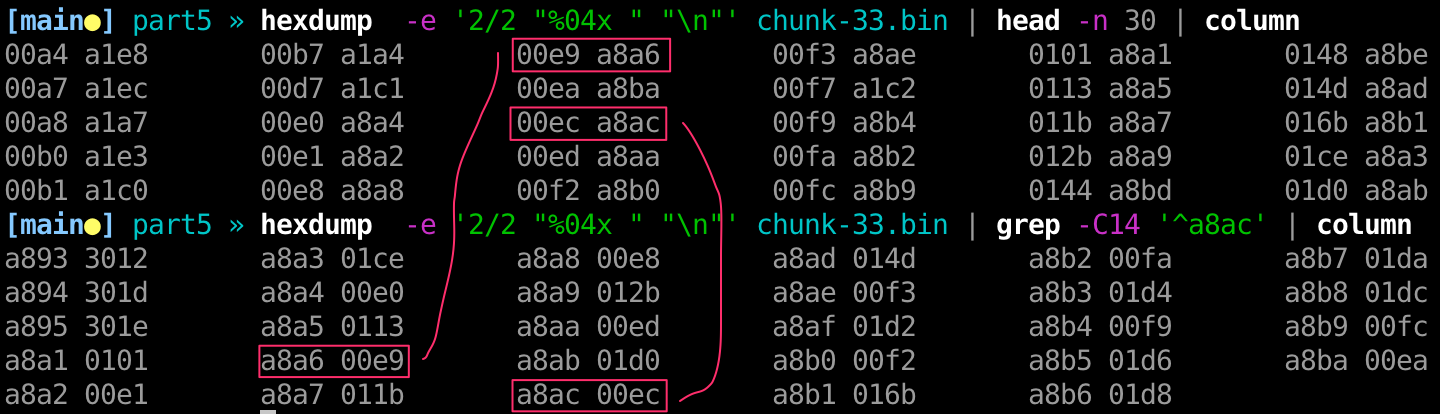 [main●] part5 » hexdump  -e '2/2 "%04x " "\n"' chunk-33.bin | head -n 30 | column
00a4 a1e8       00b7 a1a4       00e9 a8a6       00f3 a8ae       0101 a8a1       0148 a8be
00a7 a1ec       00d7 a1c1       00ea a8ba       00f7 a1c2       0113 a8a5       014d a8ad
00a8 a1a7       00e0 a8a4       00ec a8ac       00f9 a8b4       011b a8a7       016b a8b1
00b0 a1e3       00e1 a8a2       00ed a8aa       00fa a8b2       012b a8a9       01ce a8a3
00b1 a1c0       00e8 a8a8       00f2 a8b0       00fc a8b9       0144 a8bd       01d0 a8ab
[main●] part5 » hexdump  -e '2/2 "%04x " "\n"' chunk-33.bin | grep -C14 '^a8ac' | column
a893 3012       a8a3 01ce       a8a8 00e8       a8ad 014d       a8b2 00fa       a8b7 01da
a894 301d       a8a4 00e0       a8a9 012b       a8ae 00f3       a8b3 01d4       a8b8 01dc
a895 301e       a8a5 0113       a8aa 00ed       a8af 01d2       a8b4 00f9       a8b9 00fc
a8a1 0101       a8a6 00e9       a8ab 01d0       a8b0 00f2       a8b5 01d6       a8ba 00ea
a8a2 00e1       a8a7 011b       a8ac 00ec       a8b1 016b       a8b6 01d8